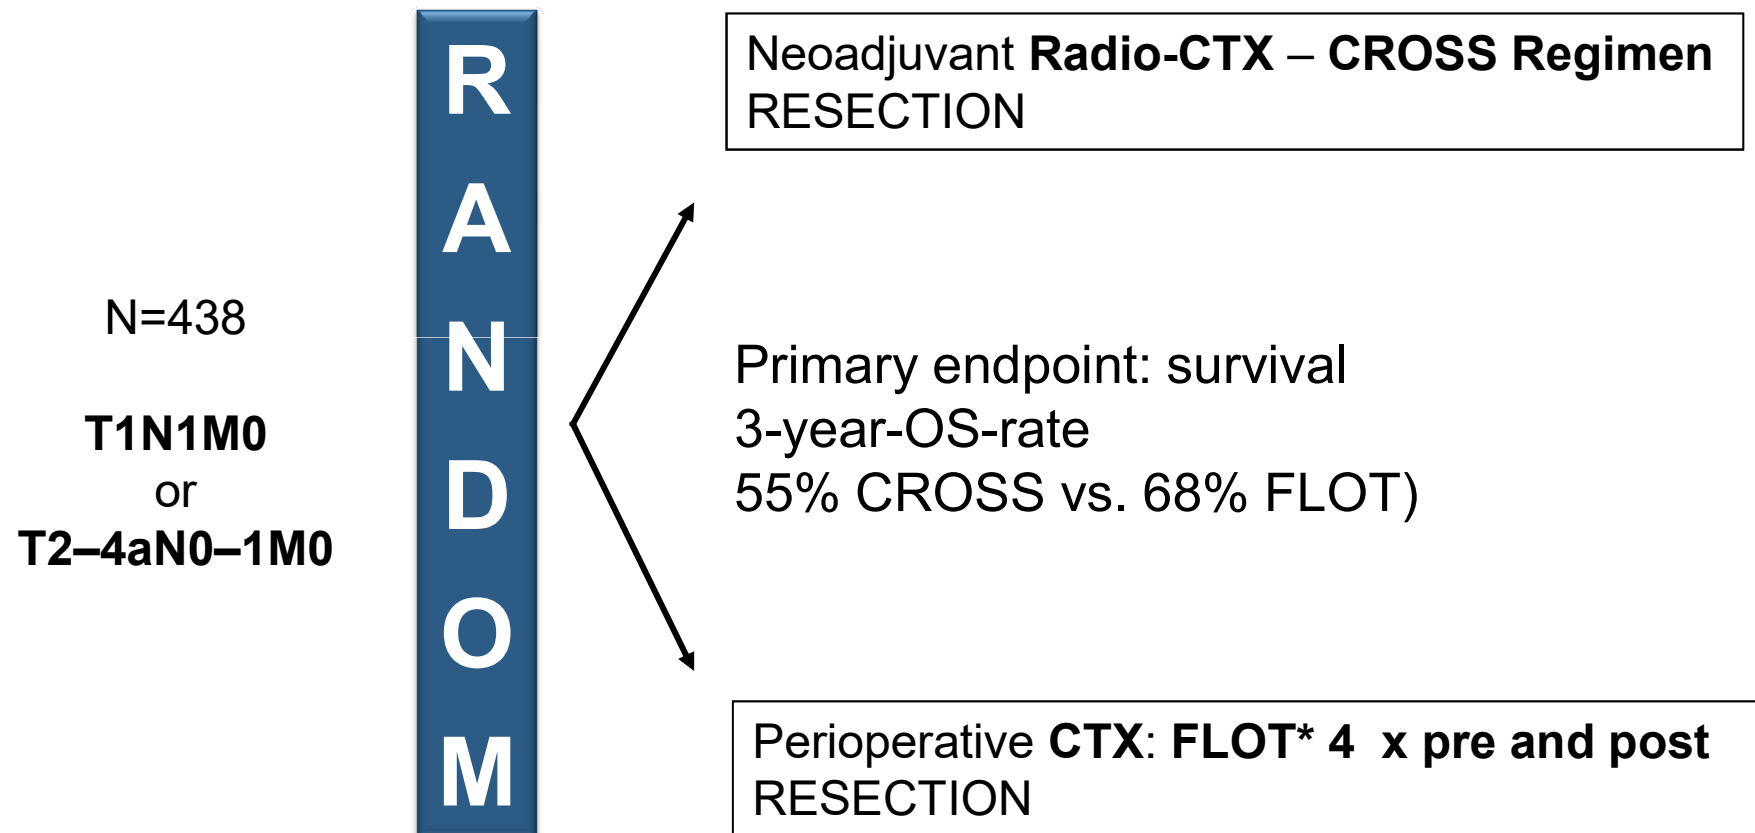 N=438
T1N1M0
or
T2–4aN0–1M0
R
A
N
D
O
M
Neoadjuvant Radio-CTX – CROSS Regimen
RESECTION
Primary endpoint: survival
3-year-OS-rate
55% CROSS vs. 68% FLOT)
Perioperative CTX: FLOT* 4  x pre and post
RESECTION